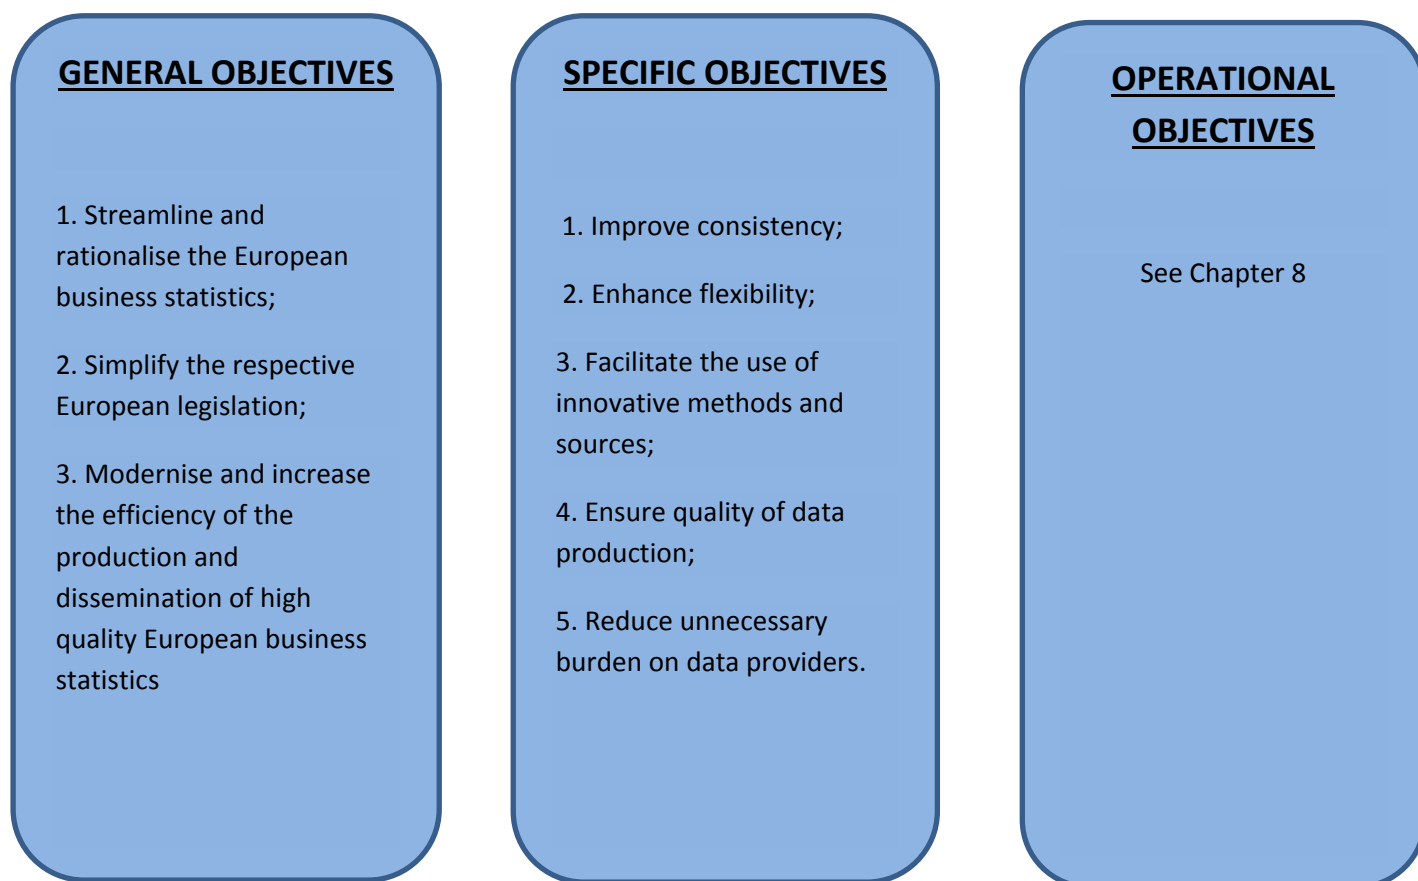 GENERAL OBJECTIVES
1. Streamline and
rationalise the European
business statistics;
2. Simplify the respective
European legislation;
3. Modernise and increase
the efficiency of the
production and
dissemination of high
quality European business
statistics
SPECIFIC OBJECTIVES
1. Improve consistency;
2. Enhance flexibility;
3. Facilitate the use of
innovative methods and
sources;
4. Ensure quality of data
production;
5. Reduce unnecessary
burden on data providers.
OPERATIONAL
OBJECTIVES
See Chapter 8